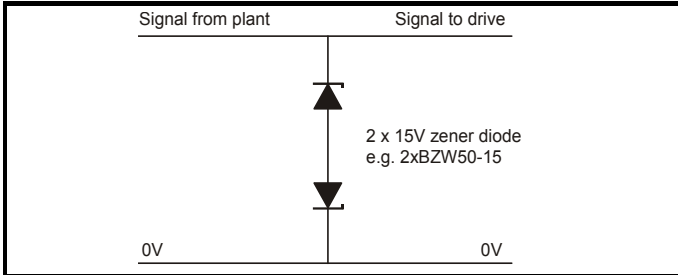 Signal from plant Signal to drive
2 x 15V zener diode
e.g. 2xBZW50-15
0V 0V